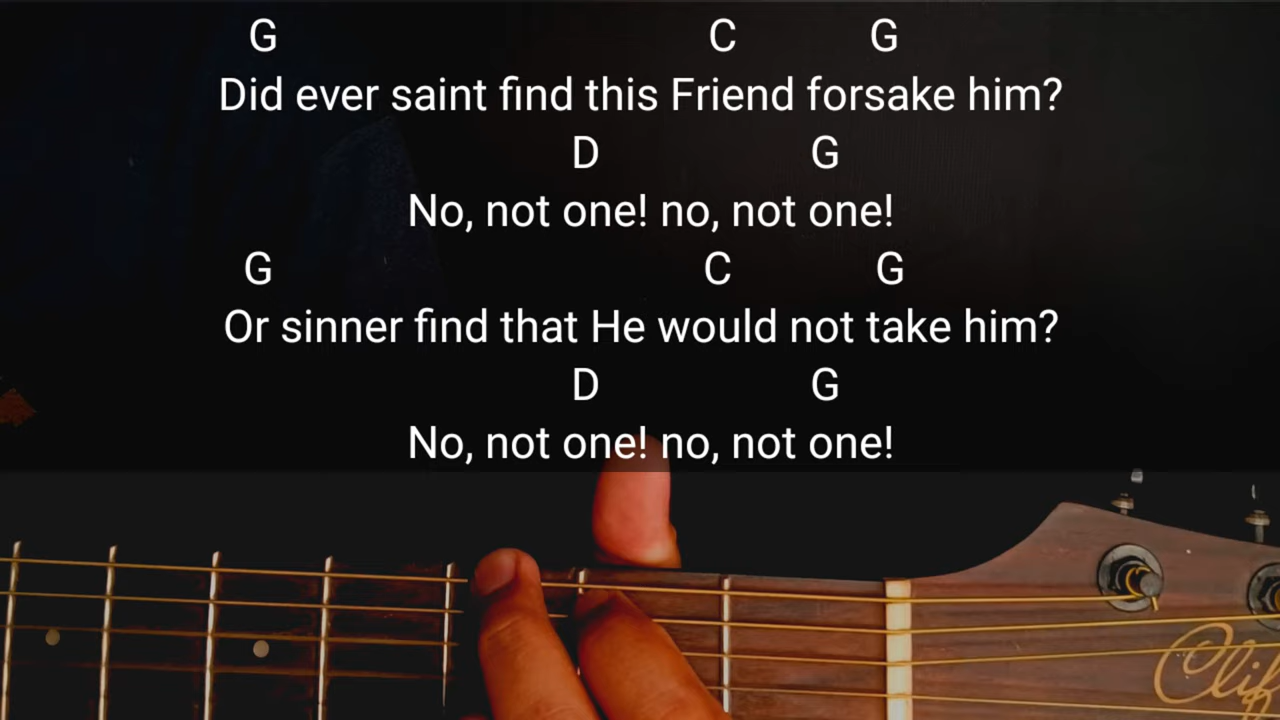 G C G
Did ever saint find this Friend forsake him?
D G
No, not one! no, not one!
G C G
Or sinner find that He would not take him?
D G
No, not one! no, not one!